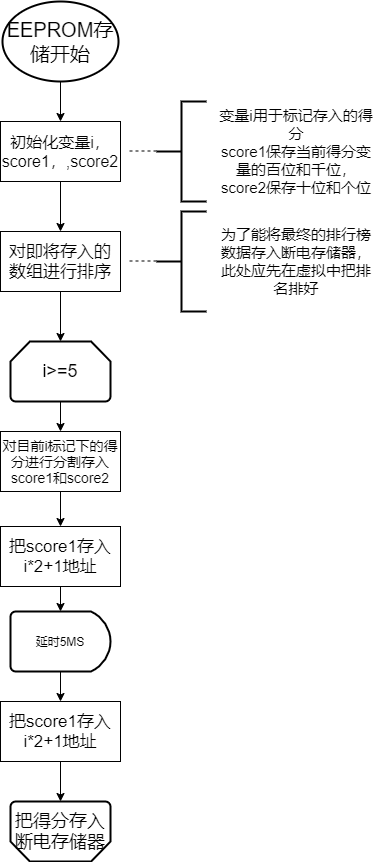 EEPROM存
储开始
初始化变量i，
score1，,score2
变量i用于标记存入的得
分
score1保存当前得分变
量的百位和千位，
score2保存十位和个位
对即将存入的
数组进行排序
为了能将最终的排行榜
数据存入断电存储器，
此处应先在虚拟中把排
名排好
i>=5
对目前i标记下的得
分进行分割存入
score1和score2
把score1存入
i*2+1地址
延时5MS
把score1存入
i*2+1地址
把得分存入
断电存储器